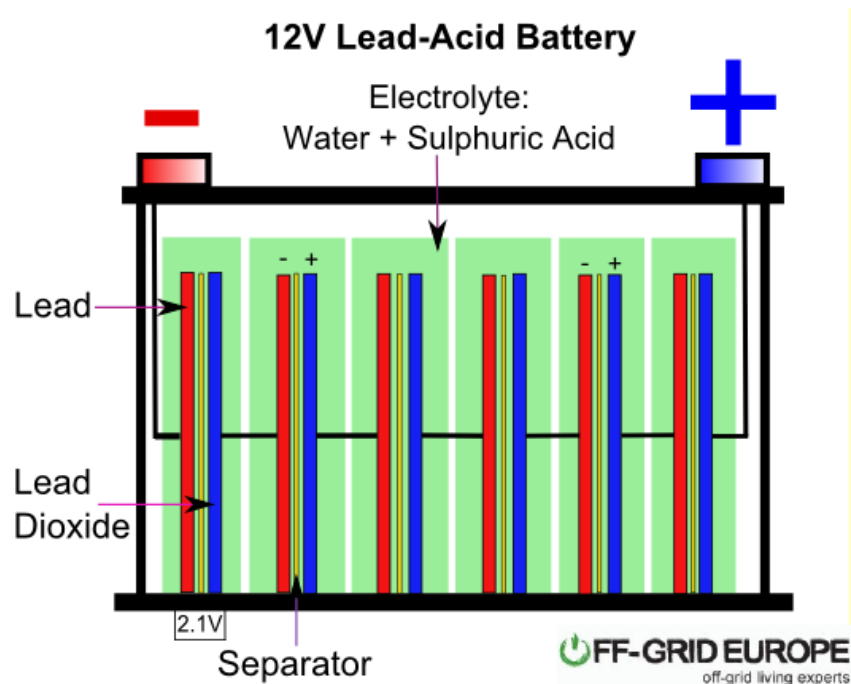 12V Lead-Acid Battery
Electrolyte:
Water + Sulphuric Acid
- +
- +
Lead
Lead
Dioxide
2.1V
Separator
OFF-GRID EUROPE
off-grid living experts